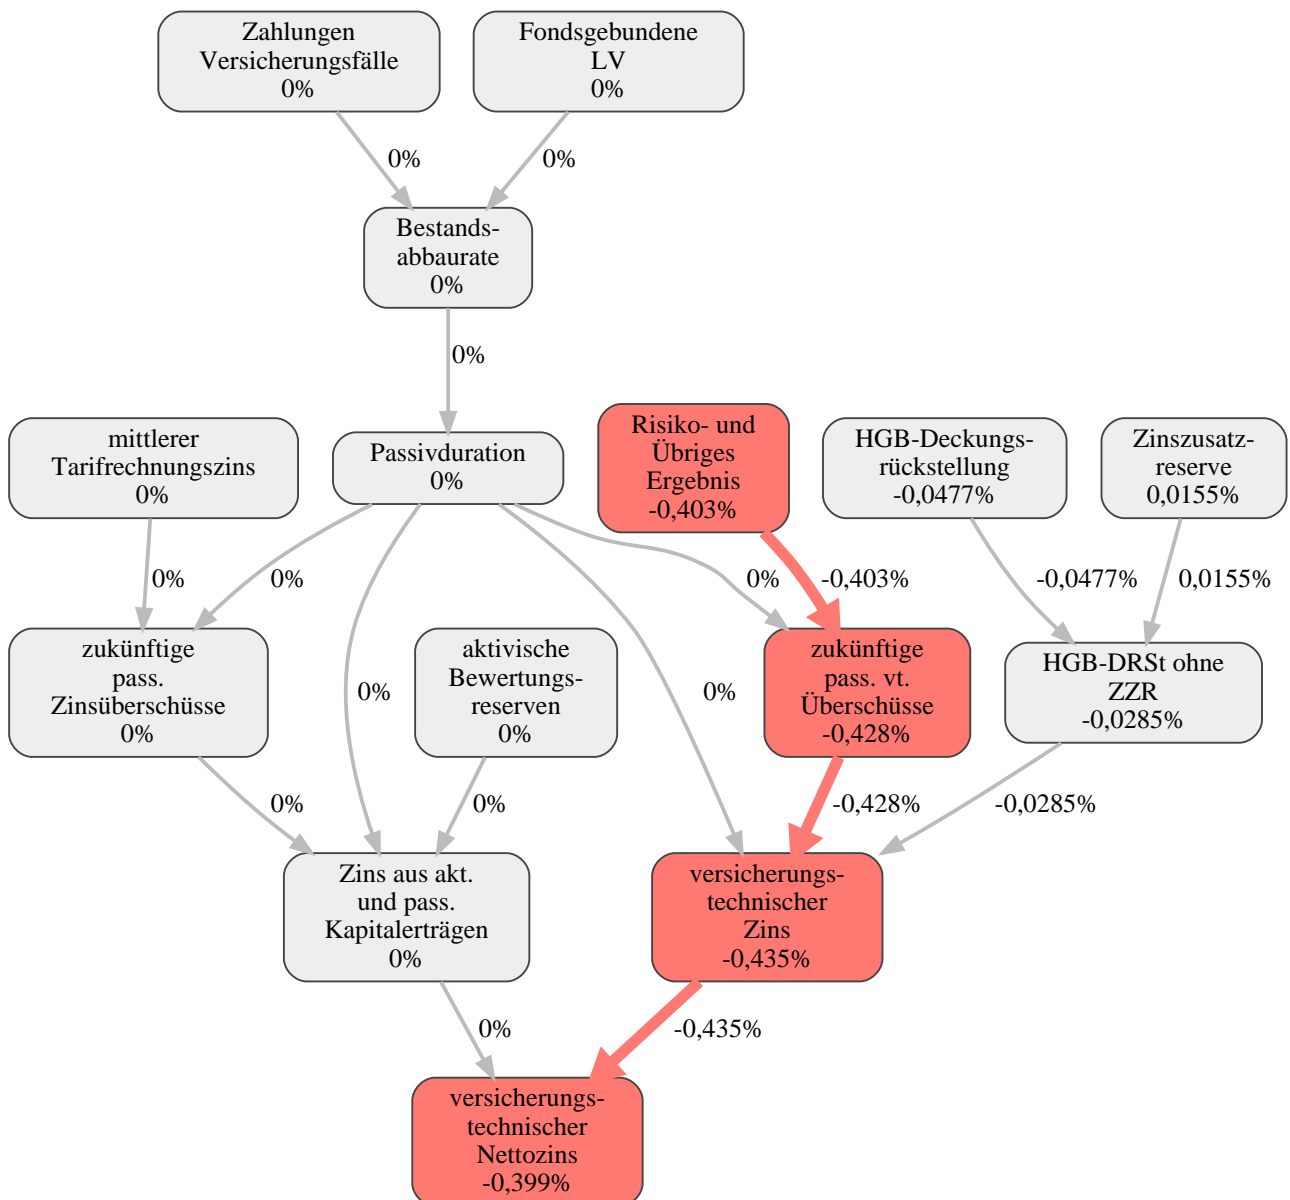 Zahlungen
Versicherungsfälle
0%
Fondsgebundene
LV
0%
0%
0%
Bestands-
abbaurate
0%
0%
mittlerer
Tarifrechnungszins
0%
Passivduration
0%
Risiko- und
Übriges
Ergebnis
-0,403%
HGB-Deckungs-
rückstellung
-0,0477%
Zinszusatz-
reserve
0,0155%
0%
0%
0%
-0,403%
-0,0477%
0,0155%
zukünftige
pass.
Zinsüberschüsse
0%
0%
aktivische
Bewertungs-
reserven
0%
0%
zukünftige
pass. vt.
Überschüsse
-0,428%
HGB-DRSt ohne
ZZR
-0,0285%
0%
0%
-0,428%
-0,0285%
Zins aus akt.
und pass.
Kapitalerträgen
0%
versicherungs-
technischer
Zins
-0,435%
0%
-0,435%
versicherungs-
technischer
Nettozins
-0,399%